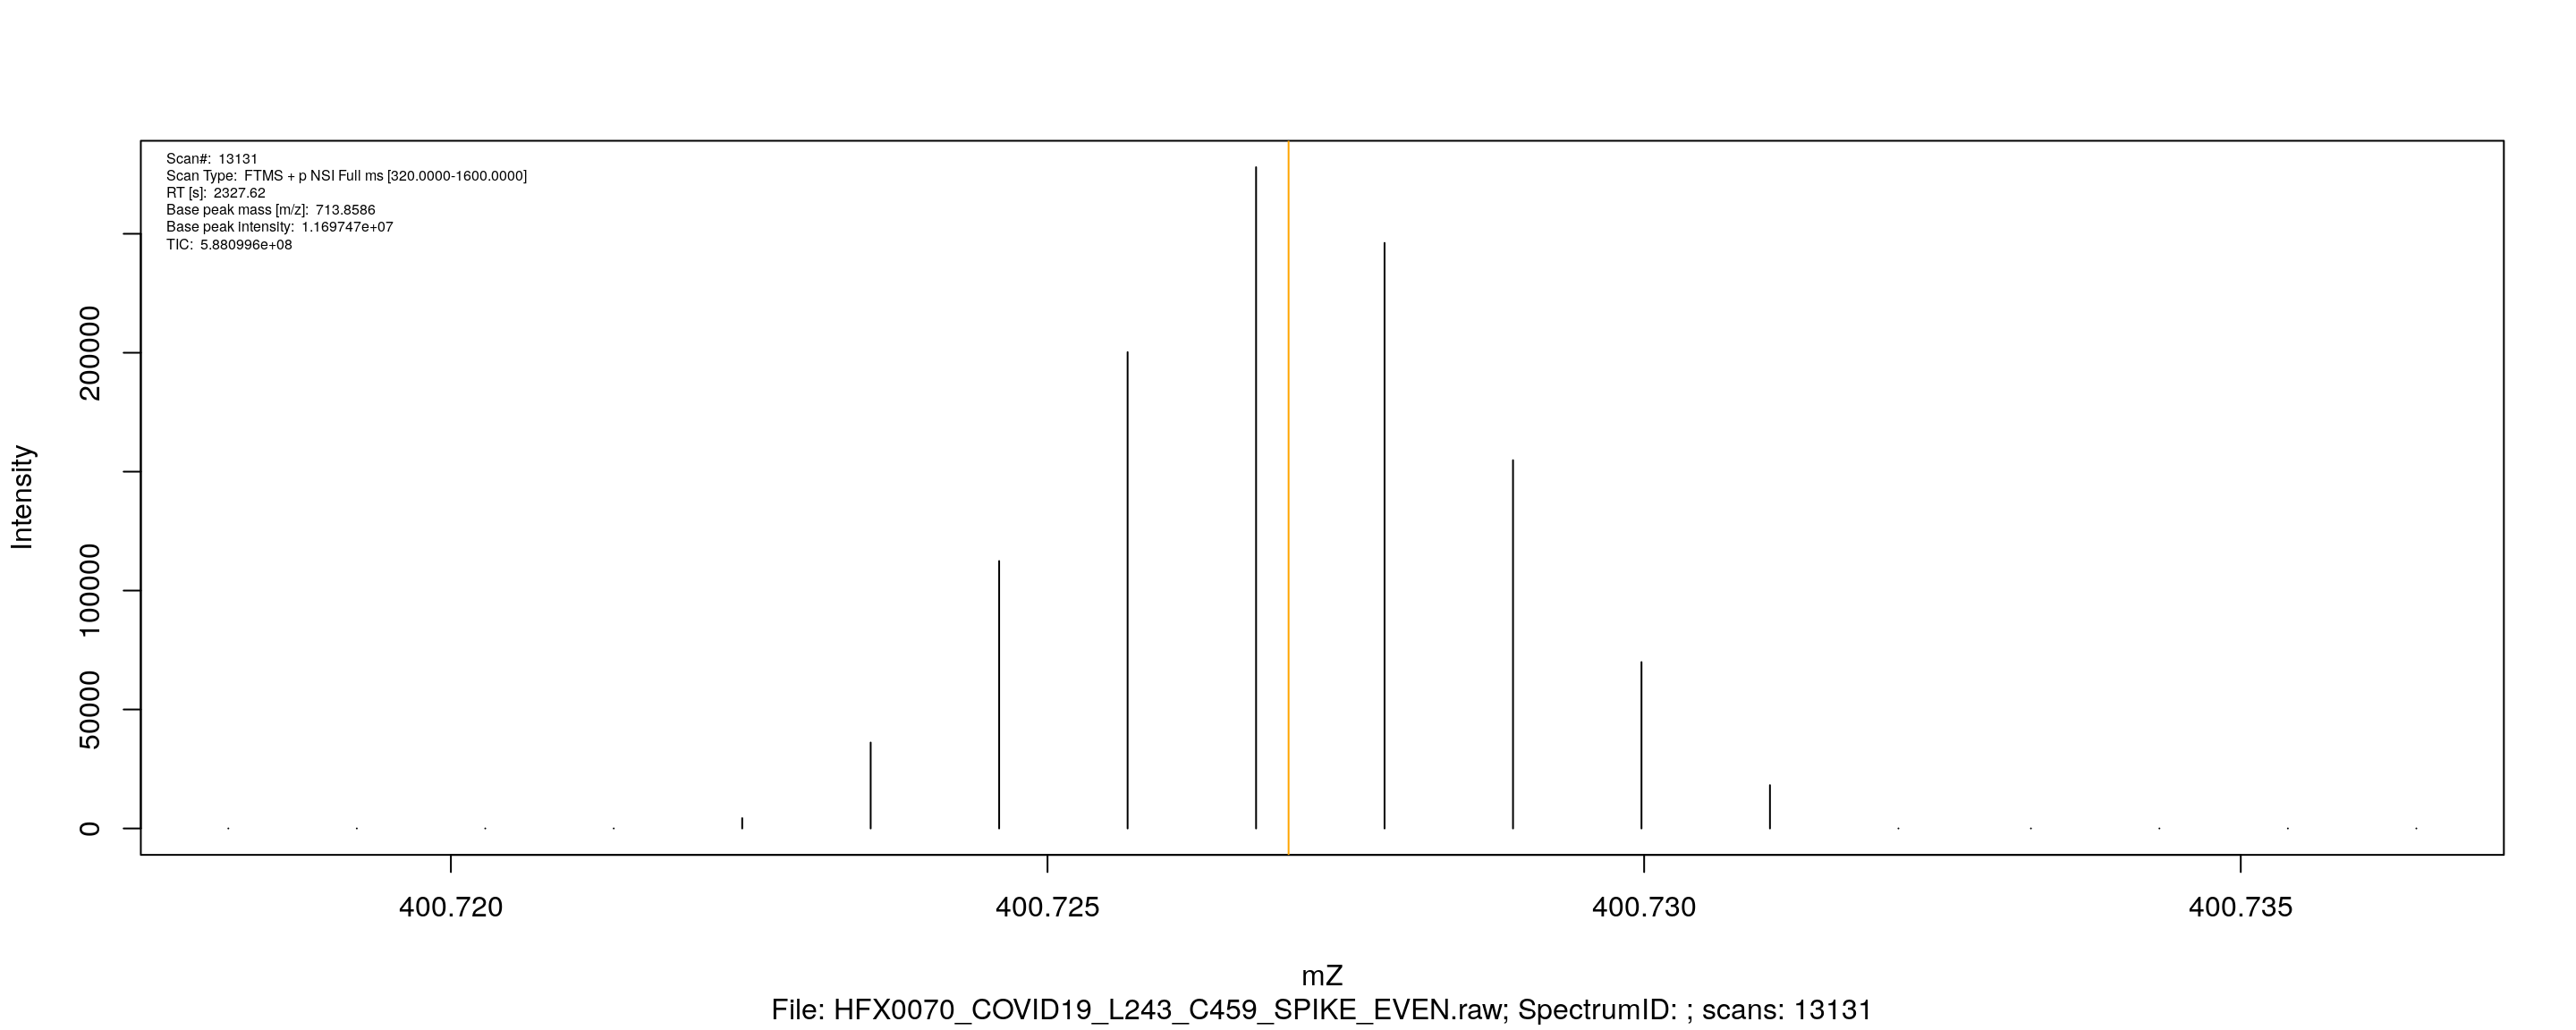 Scan#: 13131
Scan Type: FTMS + p NSI Full ms [320.0000-1600.0000]
RT [s]: 2327.62
Base peak mass [m/z]: 713.8586
Base peak intensity: 1.169747e+07
TIC: 5.880996e+08
Intensity
200000
100000
50000
0
400.720
400.725
400.730
400.735
mZ
File: HFX0070_COVID19_L243_C459_SPIKE_EVEN.raw; SpectrumID: ; scans: 13131